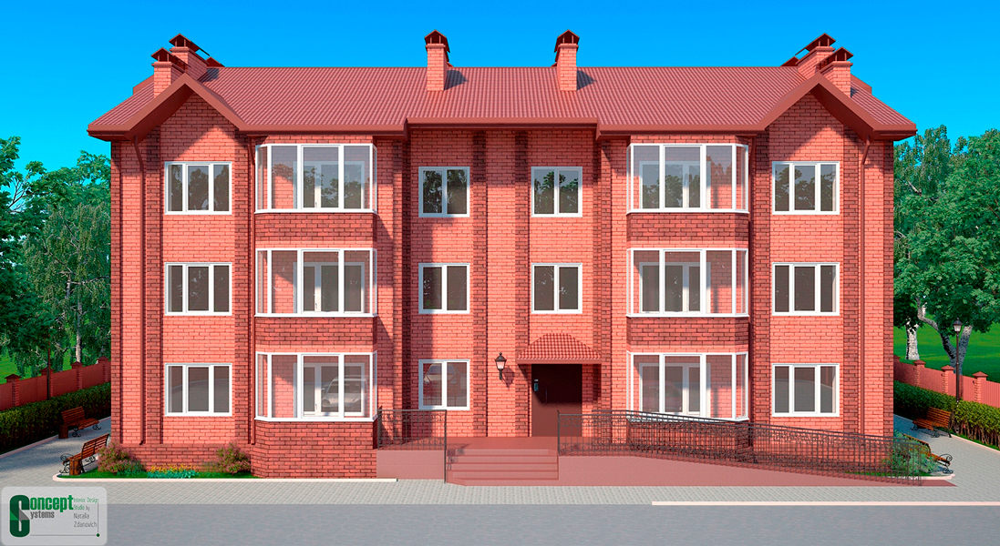 Concept
Systems
Interior Design
Studio by
Natalia
Zdanovich